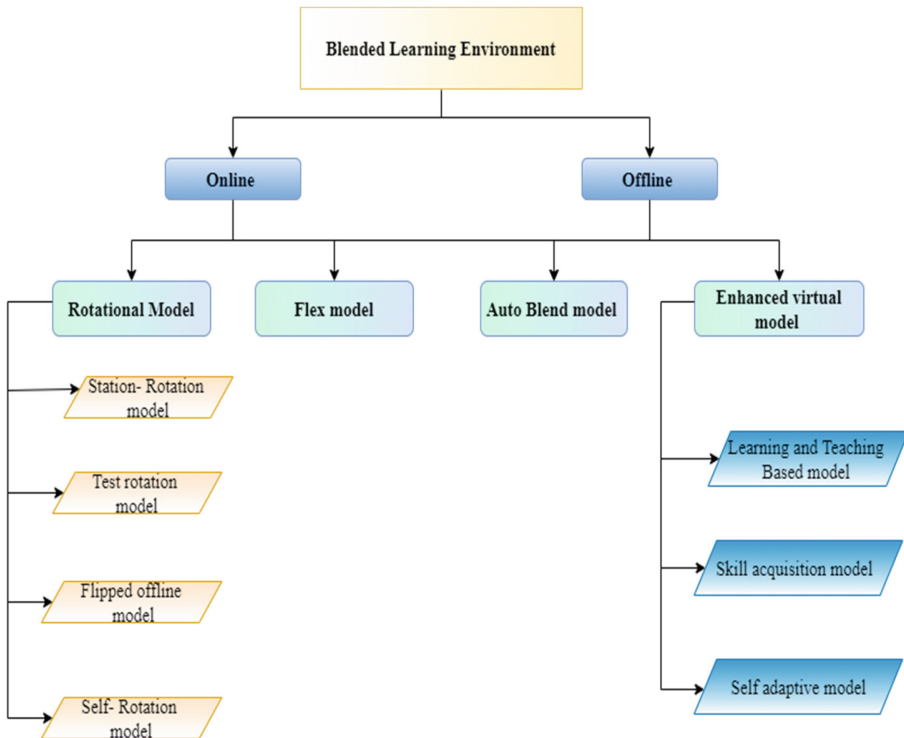 Blended Learning Environment
Online
Offline
Rotational Model
Flex model
Auto Blend model
Enhanced virtual
model
Station- Rotation
model
Test rotation
model
Flipped offline
model
Self- Rotation
model
Learning and Teaching
Based model
Skill acquisition model
Self adaptive model